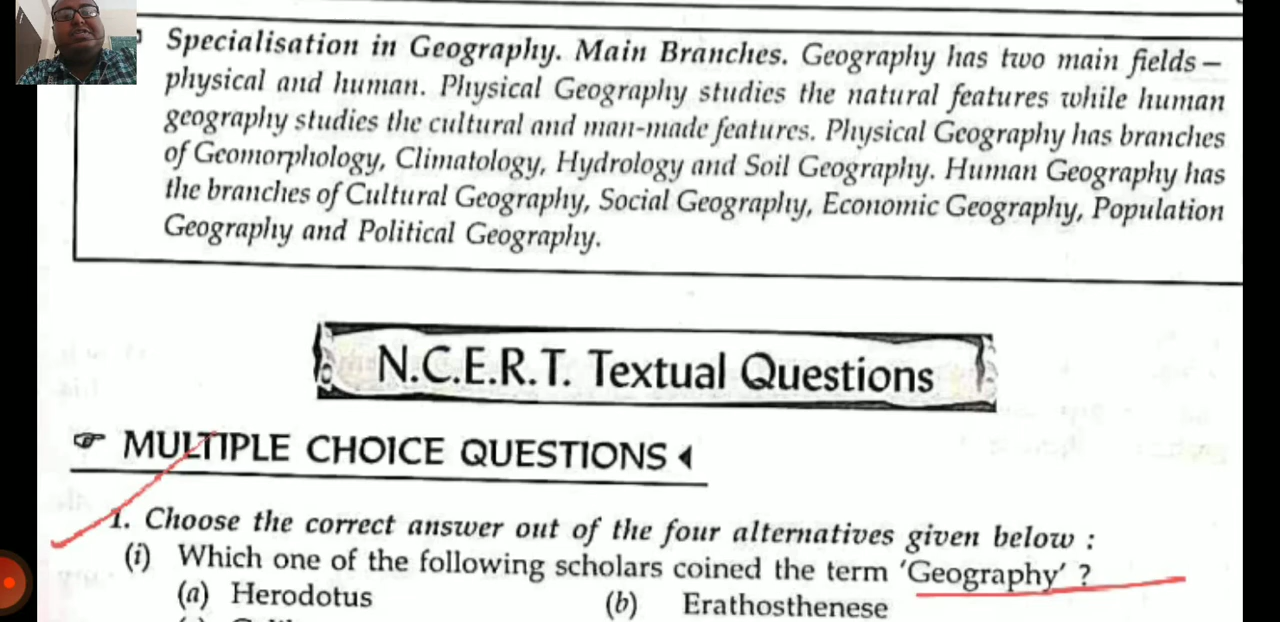 Specialisation in Geography. Main Branches. Geography has two main fields—
physical and human. Physical Geography studies the natural features while human
geography studies the cultural and man-made features. Physical Geography has branches
of Geomorphology, Climatology, Hydrology and Soil Geography. Human Geography has
the branches of Cultural Geography, Social Geography, Economic Geography, Population
Geography and Political Geography.
N.C.E.R.T. Textual Questions
☞ MULTIPLE CHOICE QUESTIONS
1. Choose the correct answer out of the four alternatives given below :
(i) Which one of the following scholars coined the term ‘Geography’ ?
(a) Herodotus (b) Erathosthenese